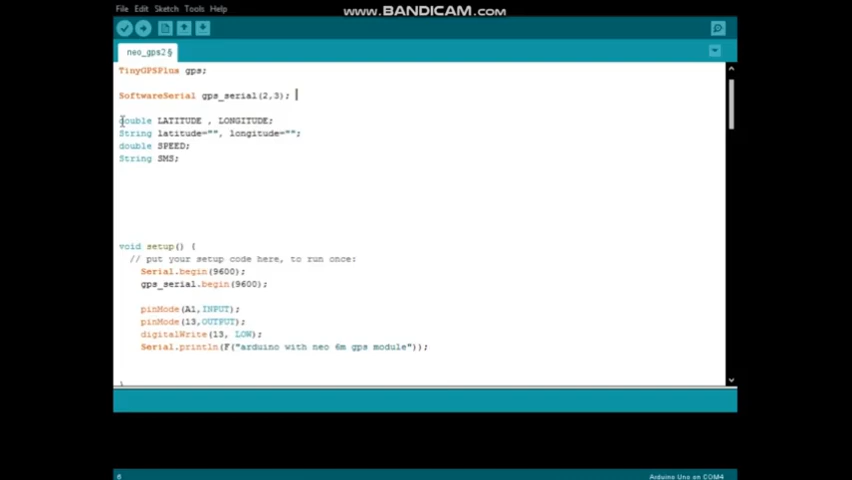 www.BANDICAM.com
File Edit Sketch Tools Help
neo_gps2§
TinyGPSPlus gps;
SoftwareSerial gps_serial(2,3);
double LATITUDE , LONGITUDE;
String latitude="", longitude="";
double SPEED;
String SMS;
void setup() {
// put your setup code here, to run once:
Serial.begin(9600);
gps_serial.begin(9600);
pinMode(A1,INPUT);
pinMode(13,OUTPUT);
digitalWrite(13, LOW);
Serial.println(F("arduino with neo 6m gps module"));
}
6 Arduino Uno on COM4